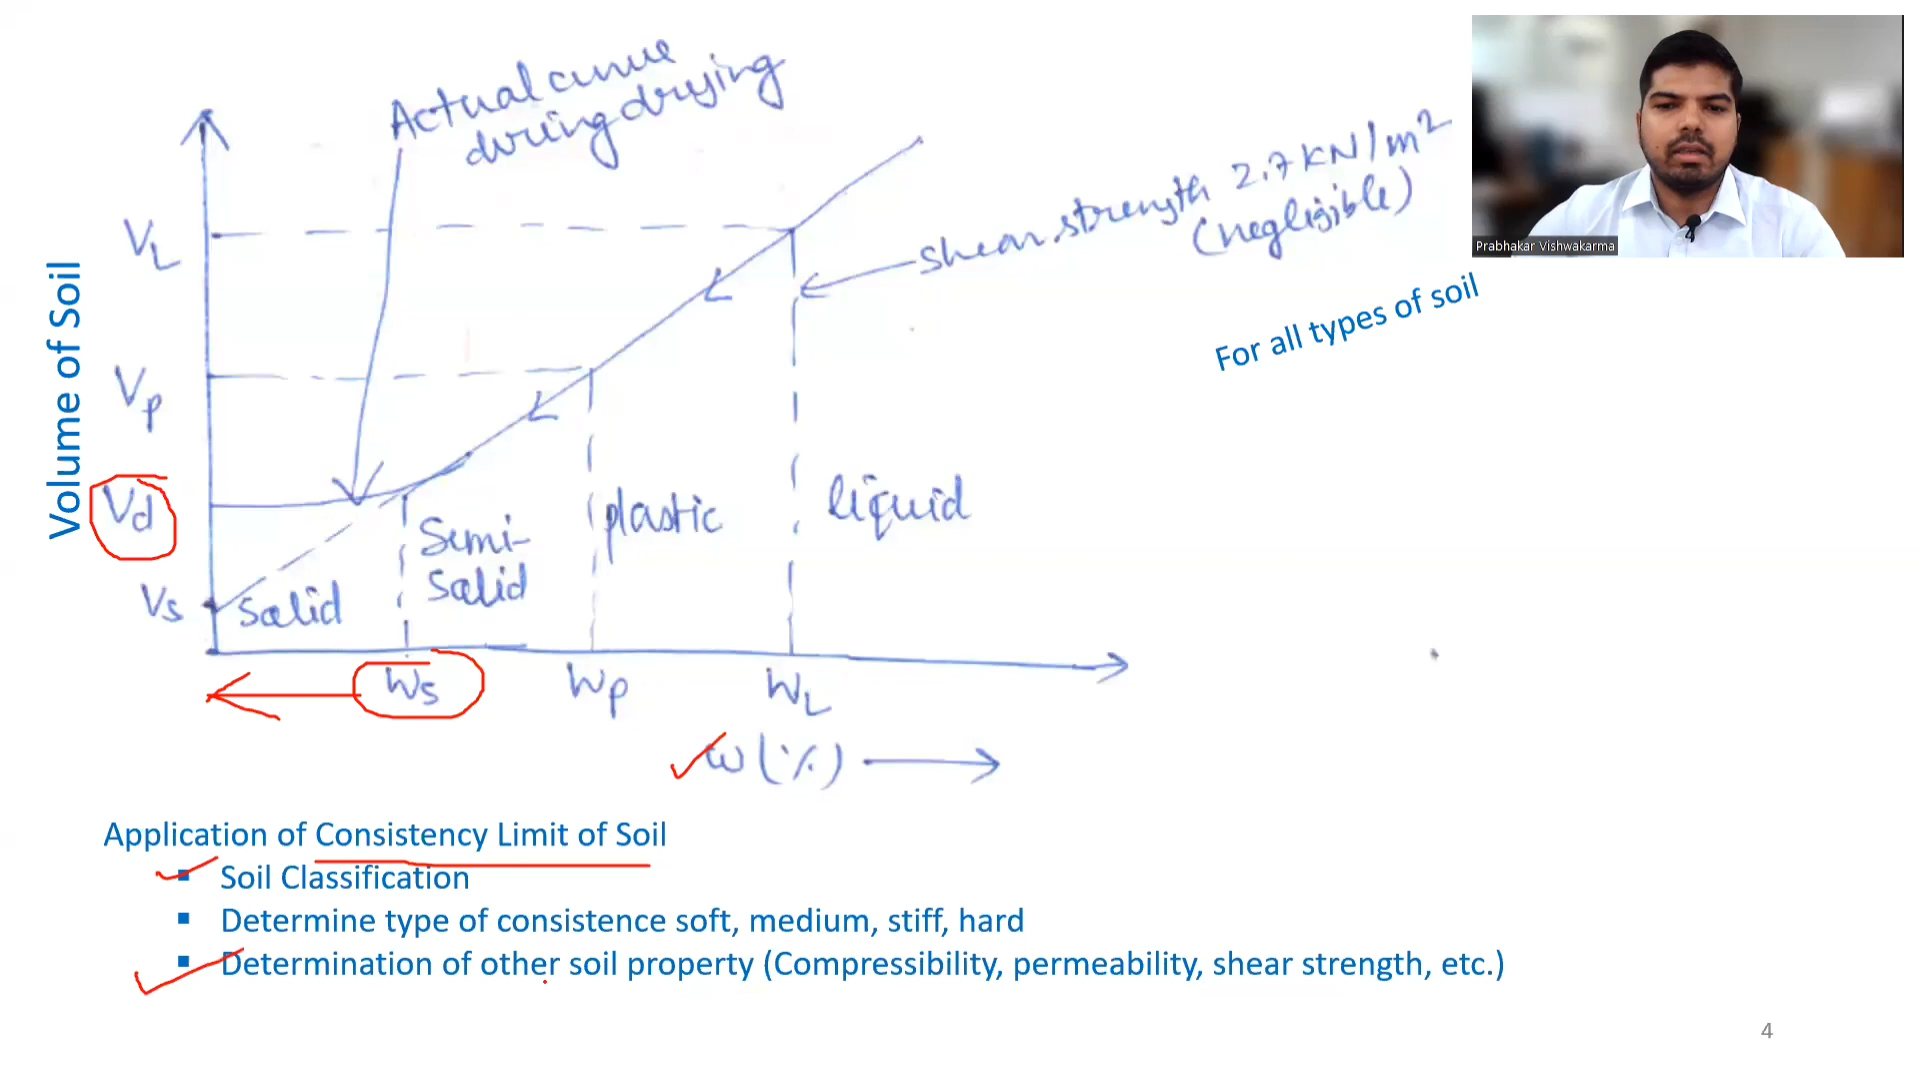 Actual curve
during drying
Shear strength 2.7 KN/m²
(negligible)
Prabhakar Vishwakarma
For all types of soil
Volume of Soil
VL
Vp
Vd
Vs
Salid
Semi-
Salid
plastic
liquid
Ws
Wp
WL
ω (%)
Application of Consistency Limit of Soil
▪ Soil Classification
▪ Determine type of consistence soft, medium, stiff, hard
▪ Determination of other soil property (Compressibility, permeability, shear strength, etc.)
4